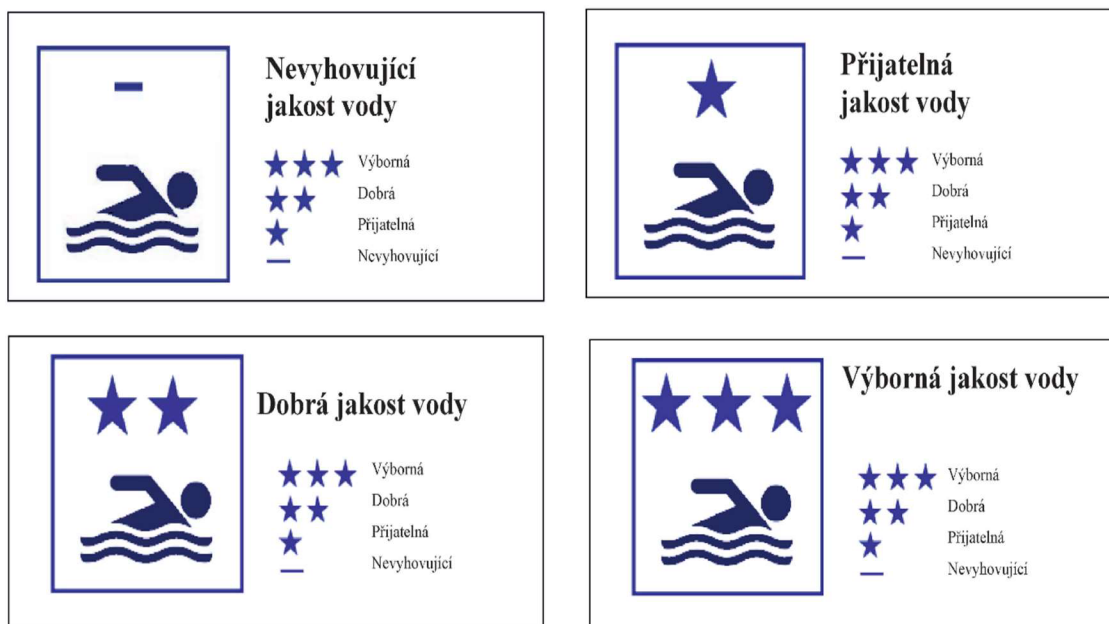 Nevyhovující
jakost vody
Výborná
Dobrá
Přijatelná
Nevyhovující
Přijatelná
jakost vody
Výborná
Dobrá
Přijatelná
Nevyhovující
Dobrá jakost vody
Výborná
Dobrá
Přijatelná
Nevyhovující
Výborná jakost vody
Výborná
Dobrá
Přijatelná
Nevyhovující